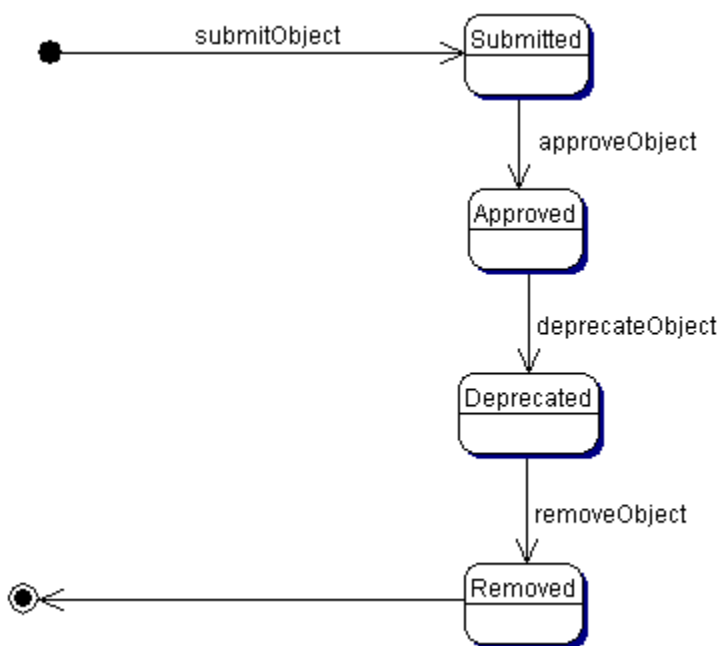 submitObject
Submitted
approveObject
Approved
deprecateObject
Deprecated
removeObject
Removed